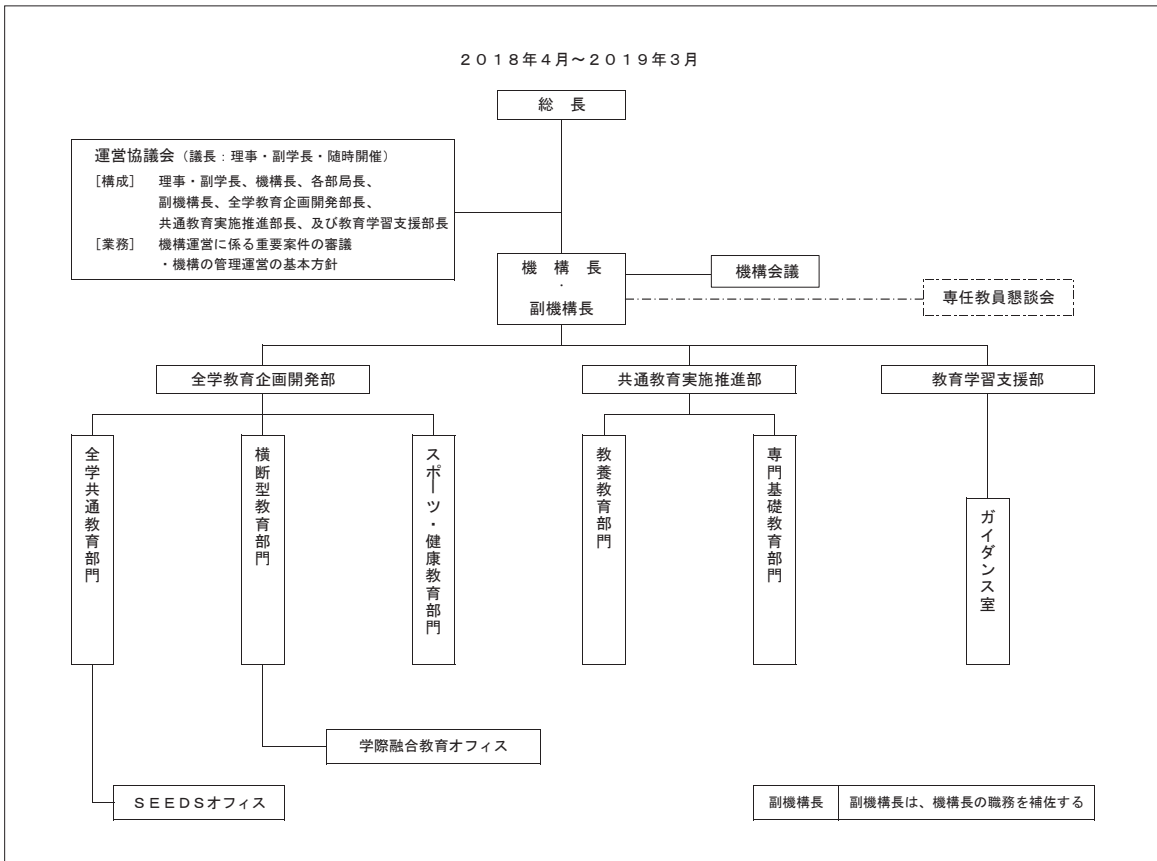 ２０１８年４月～２０１９年３月
総　長
運営協議会（議長：理事・副学長・随時開催）
［構成］　理事・副学長、機構長、各部局長、
副機構長、全学教育企画開発部長、
共通教育実施推進部長、及び教育学習支援部長
［業務］　機構運営に係る重要案件の審議
・機構の管理運営の基本方針
機　構　長
・
副機構長
機構会議
専任教員懇談会
全学教育企画開発部
共通教育実施推進部
教育学習支援部
全学共通教育部門
横断型教育部門
スポーツ・健康教育部門
教養教育部門
専門基礎教育部門
ガイダンス室
学際融合教育オフィス
ＳＥＥＤＳオフィス
副機構長　副機構長は、機構長の職務を補佐する